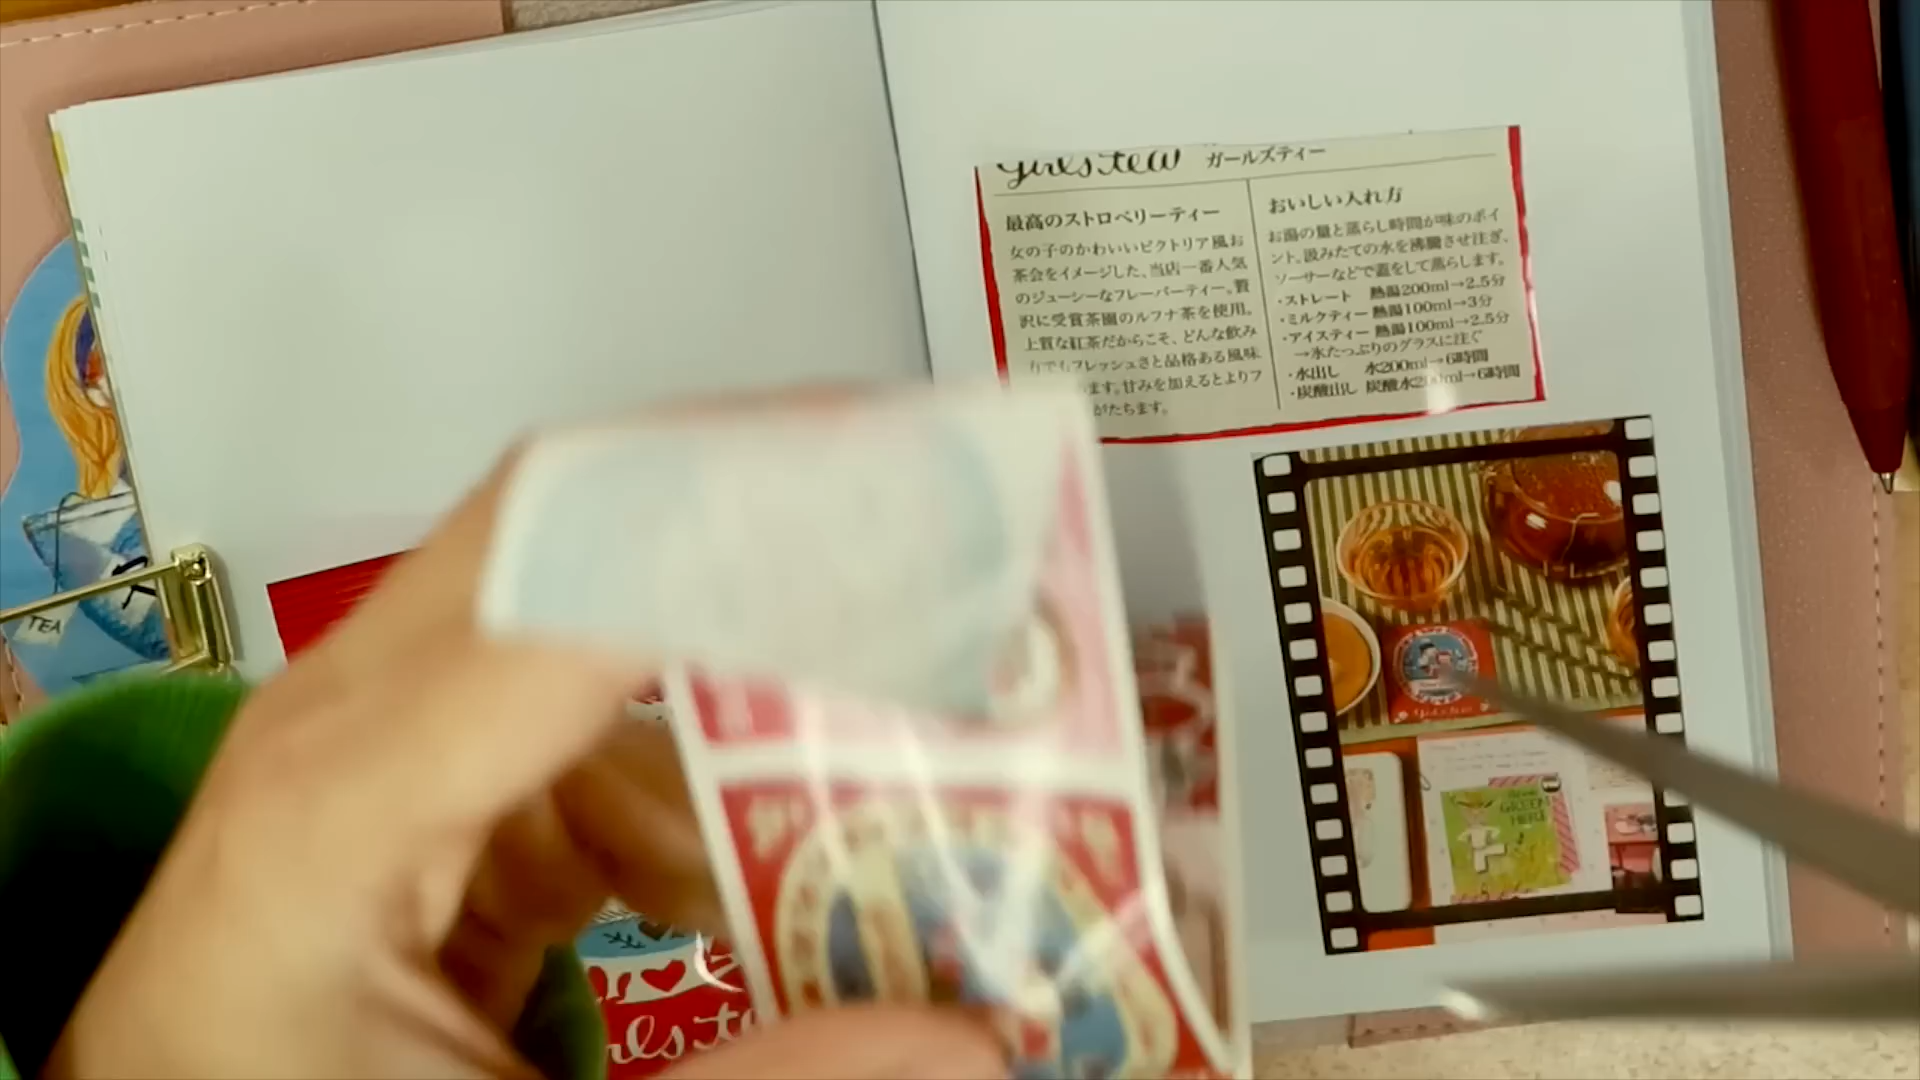 girls tea ガールズティー
最高のストロベリーティー
女の子のかわいいビクトリア風お
茶会をイメージした、当店一番人気
のジューシーなフレーバーティー。贅
沢に受賞茶園のルフナ茶を使用。
上質な紅茶だからこそ、どんな飲み
方でもフレッシュさと品格ある風味
ます。甘みを加えるとよりフ
がたちます。
おいしい入れ方
お湯の量と蒸らし時間が味のポイ
ント。汲みたての水を沸騰させ注ぎ、
ソーサーなどで蓋をして蒸らします。
・ストレート 熱湯200ml→2.5分
・ミルクティー 熱湯100ml→3分
・アイスティー 熱湯100ml→2.5分
→氷たっぷりのグラスに注ぐ
・水出し 水200ml→6時間
・炭酸出し 炭酸水200ml→6時間
TEA
GREEN
HERE